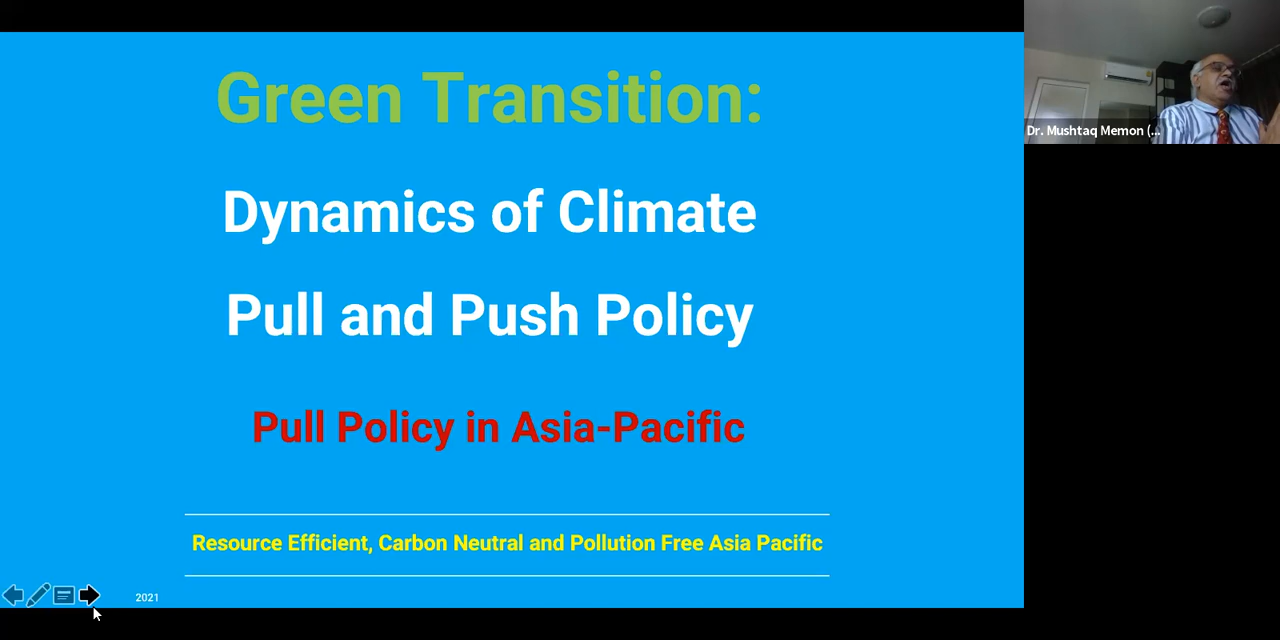 Green Transition:
Dynamics of Climate
Pull and Push Policy
Pull Policy in Asia-Pacific
Resource Efficient, Carbon Neutral and Pollution Free Asia Pacific
2021
Dr. Mushtaq Memon (...